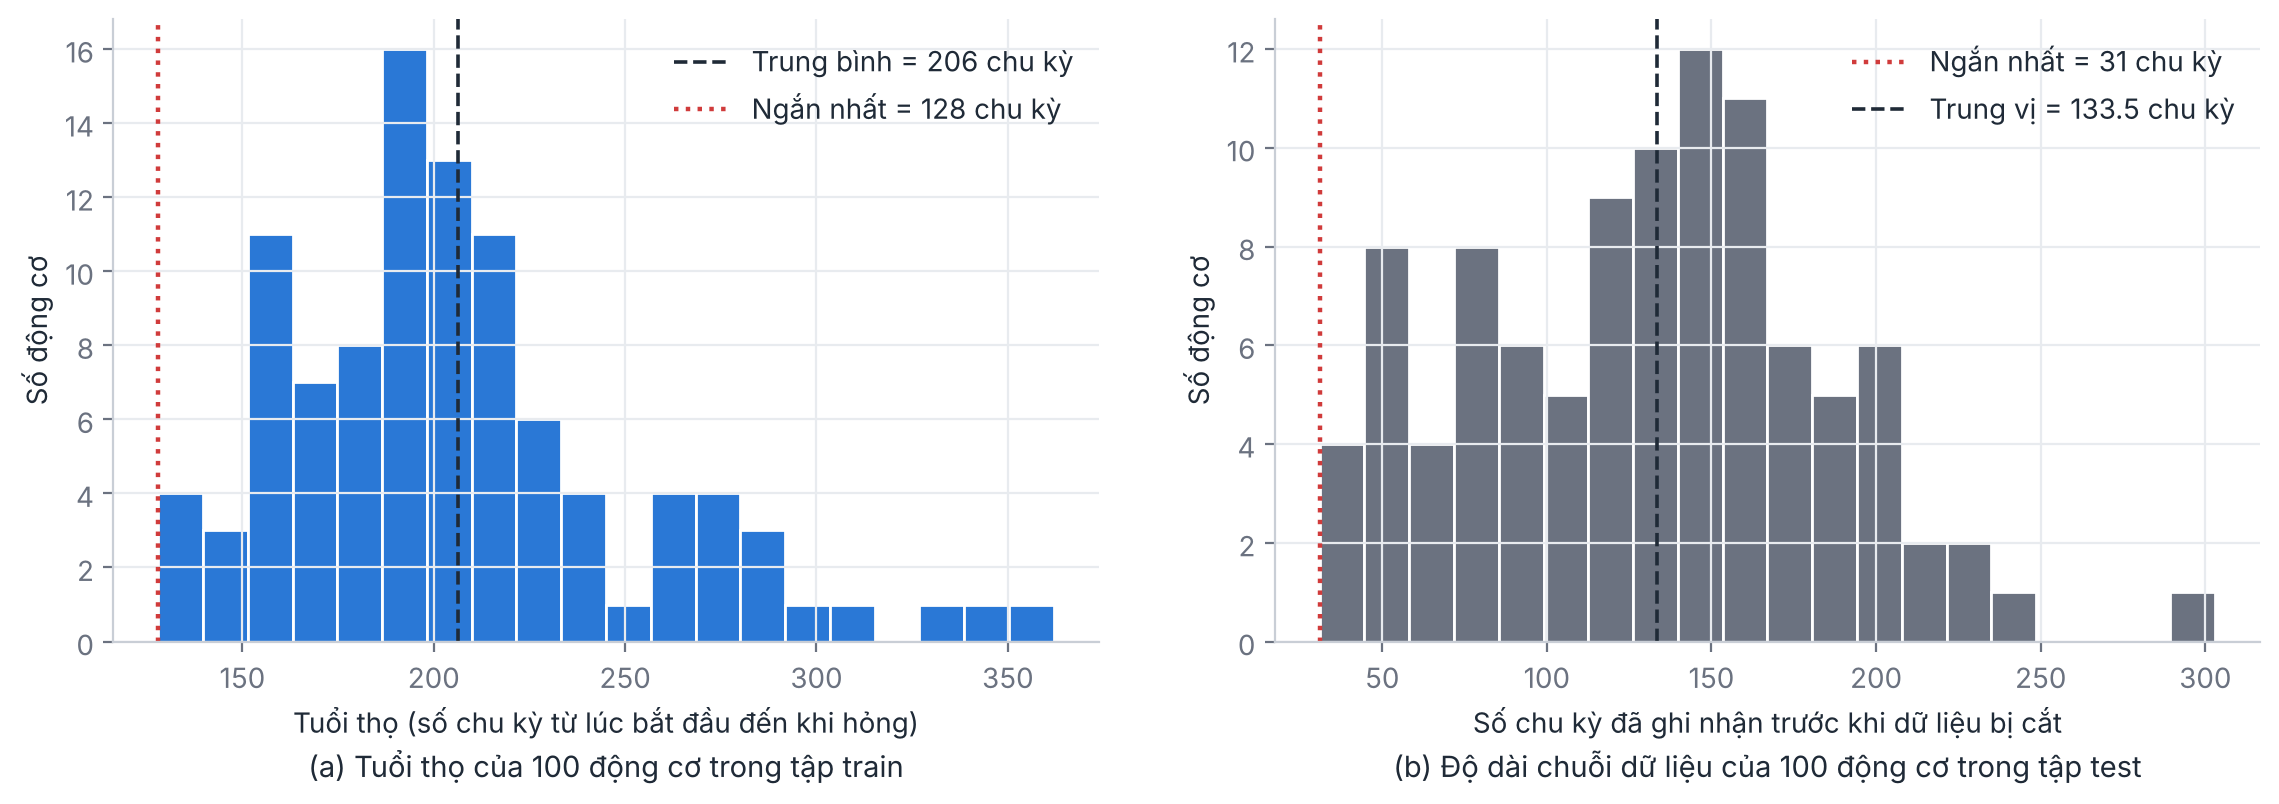 Số động cơ
16
14
12
10
8
6
4
2
0
Trung bình = 206 chu kỳ
Ngắn nhất = 128 chu kỳ
150
200
250
300
350
Tuổi thọ (số chu kỳ từ lúc bắt đầu đến khi hỏng)
(a) Tuổi thọ của 100 động cơ trong tập train
Số động cơ
12
10
8
6
4
2
0
Ngắn nhất = 31 chu kỳ
Trung vị = 133.5 chu kỳ
50
100
150
200
250
300
Số chu kỳ đã ghi nhận trước khi dữ liệu bị cắt
(b) Độ dài chuỗi dữ liệu của 100 động cơ trong tập test